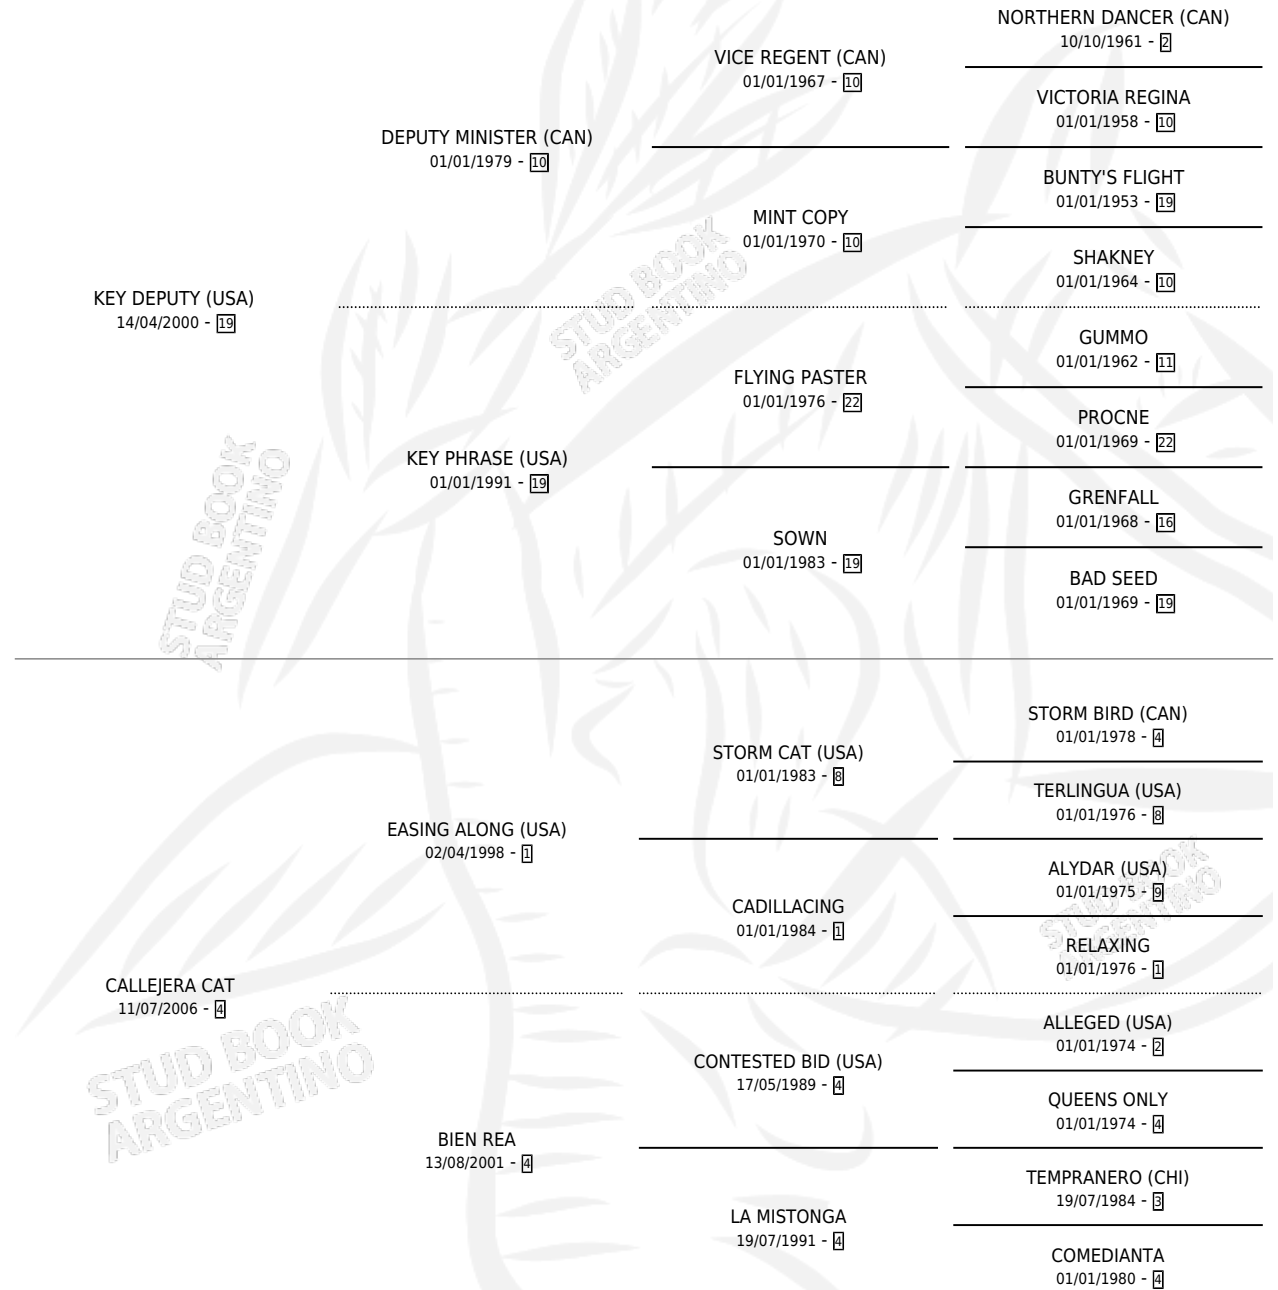 NORTHERN DANCER (CAN)
10/10/1961 - 2
VICE REGENT (CAN)
01/01/1967 - 10
VICTORIA REGINA
01/01/1958 - 10
DEPUTY MINISTER (CAN)
01/01/1979 - 10
BUNTY'S FLIGHT
01/01/1953 - 19
MINT COPY
01/01/1970 - 10
SHAKNEY
01/01/1964 - 10
KEY DEPUTY (USA)
14/04/2000 - 19
GUMMO
01/01/1962 - 11
FLYING PASTER
01/01/1976 - 22
PROCNE
01/01/1969 - 22
KEY PHRASE (USA)
01/01/1991 - 19
GRENFALL
01/01/1968 - 16
SOWN
01/01/1983 - 19
BAD SEED
01/01/1969 - 19
STORM BIRD (CAN)
01/01/1978 - 4
STORM CAT (USA)
01/01/1983 - 8
TERLINGUA (USA)
01/01/1976 - 8
EASING ALONG (USA)
02/04/1998 - 1
ALYDAR (USA)
01/01/1975 - 9
CADILLACING
01/01/1984 - 1
RELAXING
01/01/1976 - 1
CALLEJERA CAT
11/07/2006 - 4
ALLEGED (USA)
01/01/1974 - 2
CONTESTED BID (USA)
17/05/1989 - 4
QUEENS ONLY
01/01/1974 - 4
BIEN REA
13/08/2001 - 4
TEMPRANERO (CHI)
19/07/1984 - 3
LA MISTONGA
19/07/1991 - 4
COMEDIANTA
01/01/1980 - 4
STUD BOOK
ARGENTINO
STUD BOOK
ARGENTINO
STUD BOOK
ARGENTINO
STUD BOOK
ARGENTINO